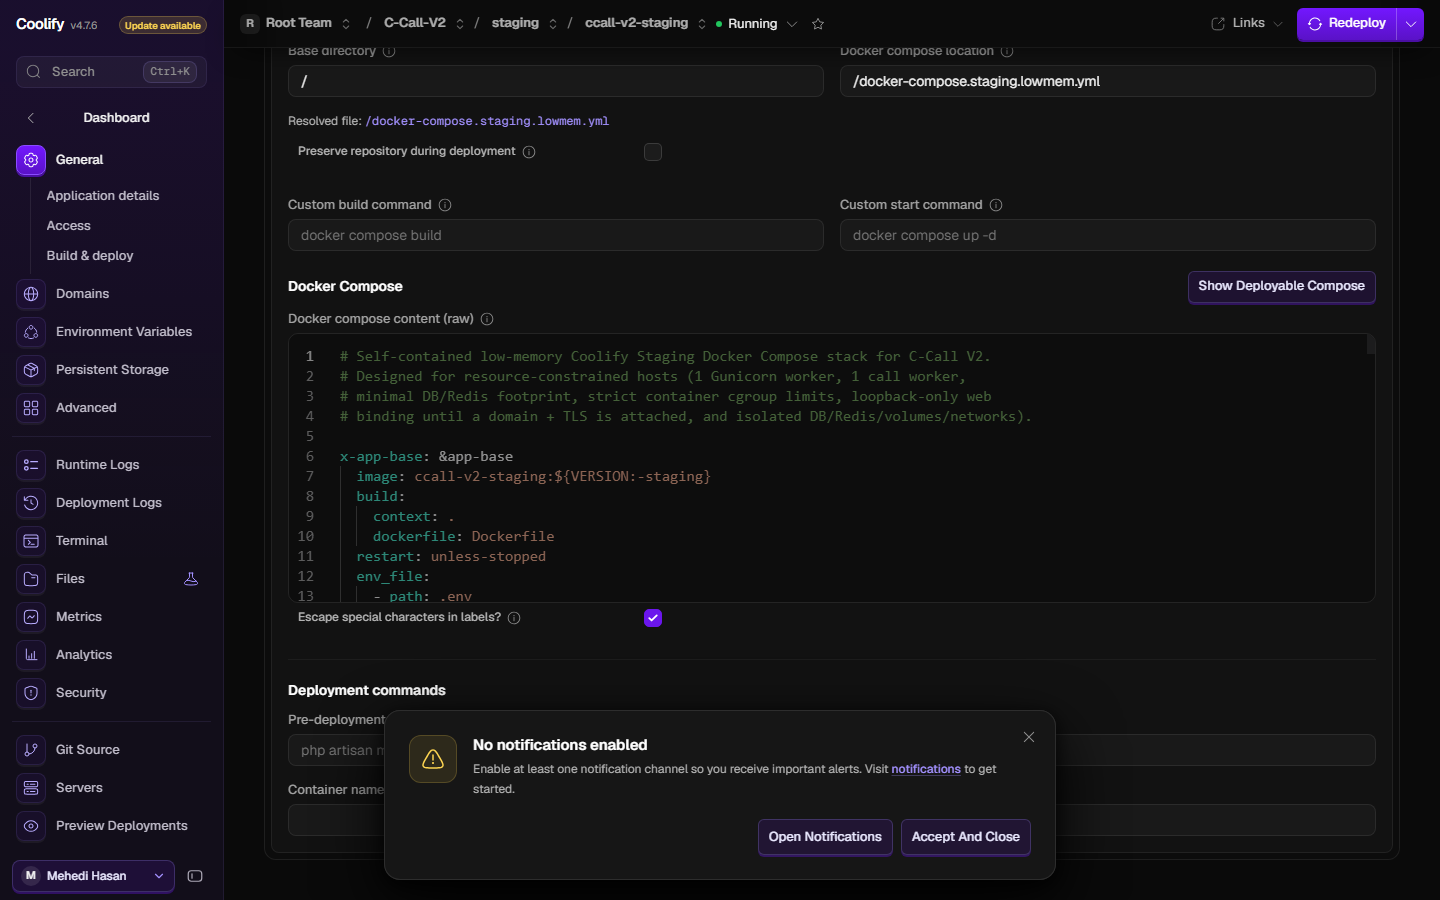 Coolify v4.7.6 Update available
Search Ctrl+K
Dashboard
General
Application details
Access
Build & deploy
Domains
Environment Variables
Persistent Storage
Advanced
Runtime Logs
Deployment Logs
Terminal
Files
Metrics
Analytics
Security
Git Source
Servers
Preview Deployments
M Mehedi Hasan
R Root Team / C-Call-V2 / staging / ccall-v2-staging Running
Links
Redeploy
Base directory
Docker compose location
/
/docker-compose.staging.lowmem.yml
Resolved file: /docker-compose.staging.lowmem.yml
Preserve repository during deployment
Custom build command
Custom start command
docker compose build
docker compose up -d
Docker Compose
Show Deployable Compose
Docker compose content (raw)
1 # Self-contained low-memory Coolify Staging Docker Compose stack for C-Call V2.
2 # Designed for resource-constrained hosts (1 Gunicorn worker, 1 call worker,
3 # minimal DB/Redis footprint, strict container cgroup limits, loopback-only web
4 # binding until a domain + TLS is attached, and isolated DB/Redis/volumes/networks).
5
6 x-app-base: &app-base
7 image: ccall-v2-staging:${VERSION:-staging}
8 build:
9 context: .
10 dockerfile: Dockerfile
11 restart: unless-stopped
12 env_file:
13 - path: .env
Escape special characters in labels?
Deployment commands
Pre-deployment
php artisan
Container name
No notifications enabled
Enable at least one notification channel so you receive important alerts. Visit notifications to get
started.
Open Notifications
Accept And Close